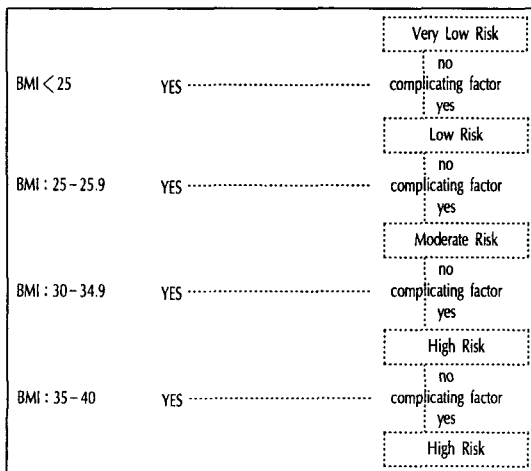 Very Low Risk
no
BMI < 25 YES complicating factor
yes
Low Risk
no
BMI : 25-25.9 YES complicating factor
yes
Moderate Risk
no
BMI : 30-34.9 YES complicating factor
yes
High Risk
no
BMI : 35-40 YES complicating factor
yes
High Risk